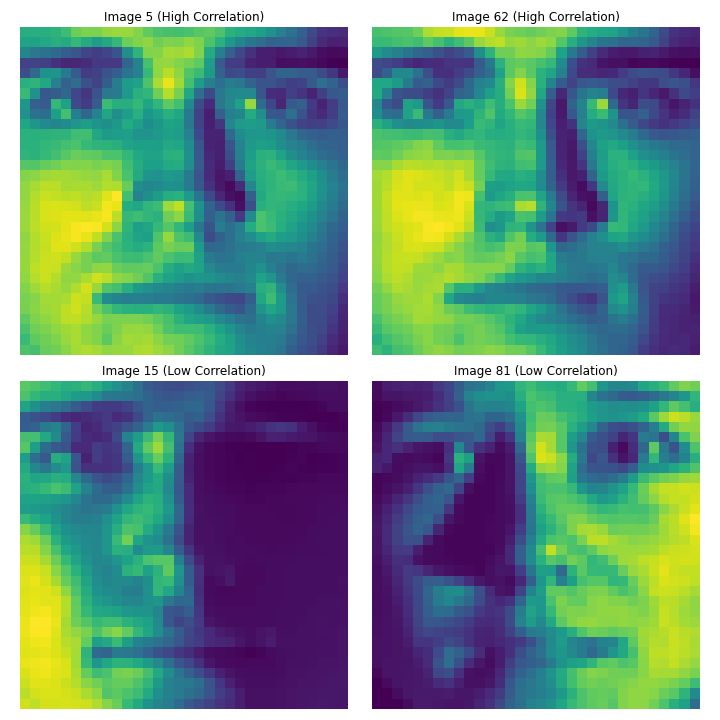 Image 5 (High Correlation)
Image 62 (High Correlation)
Image 15 (Low Correlation)
Image 81 (Low Correlation)